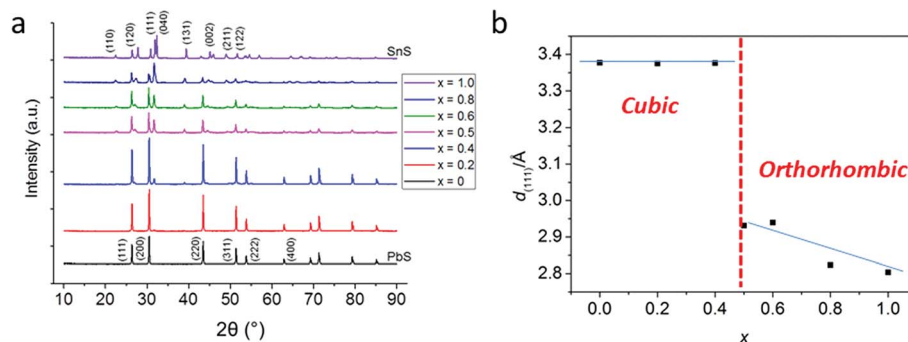 a
(110)
(120)
(111)
(040)
(131)
(002)
(211)
(122)
SnS
x = 1.0
x = 0.8
x = 0.6
x = 0.5
x = 0.4
x = 0.2
x = 0
(111)
(200)
(220)
(311)
(222)
(400)
PbS
Intensity (a.u.)
10 20 30 40 50 60 70 80 90
2θ (°)
b
3.4
3.3
3.2
3.1
3.0
2.9
2.8
d(111)/Å
Cubic
Orthorhombic
0.0 0.2 0.4 0.6 0.8 1.0
x